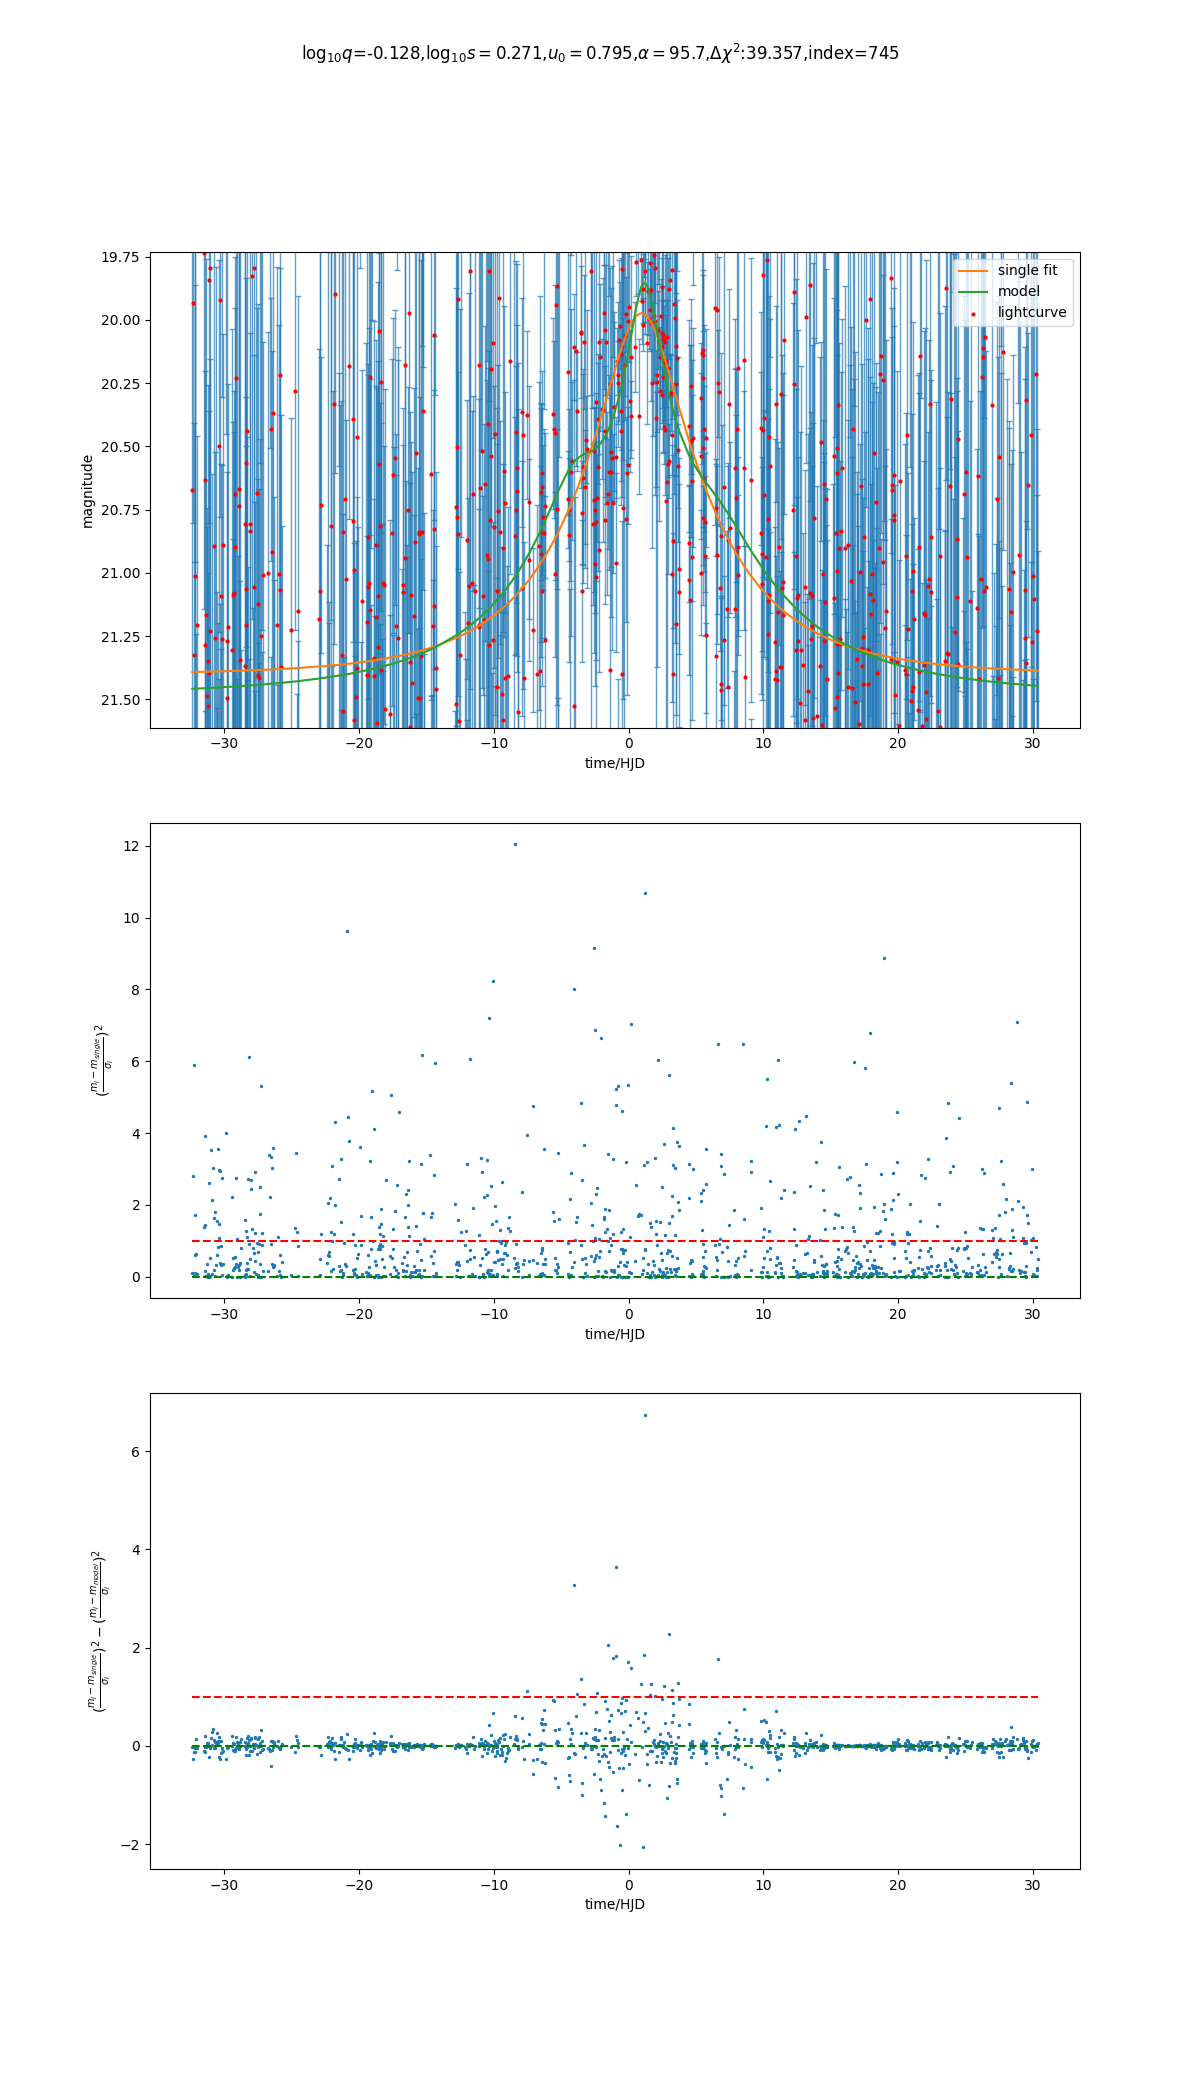 log₁₀q=-0.128,log₁₀s = 0.271,u₀ = 0.795,α = 95.7,Δχ²:39.357,index=745
19.75
20.00
20.25
20.50
20.75
21.00
21.25
21.50
magnitude
single fit
model
lightcurve
−30 −20 −10 0 10 20 30
time/HJD
12
10
8
6
4
2
0
((mᵢ − m_single)/σᵢ)²
−30 −20 −10 0 10 20 30
time/HJD
6
4
2
0
−2
((mᵢ − m_single)/σᵢ)² − ((mᵢ − m_model)/σᵢ)²
−30 −20 −10 0 10 20 30
time/HJD